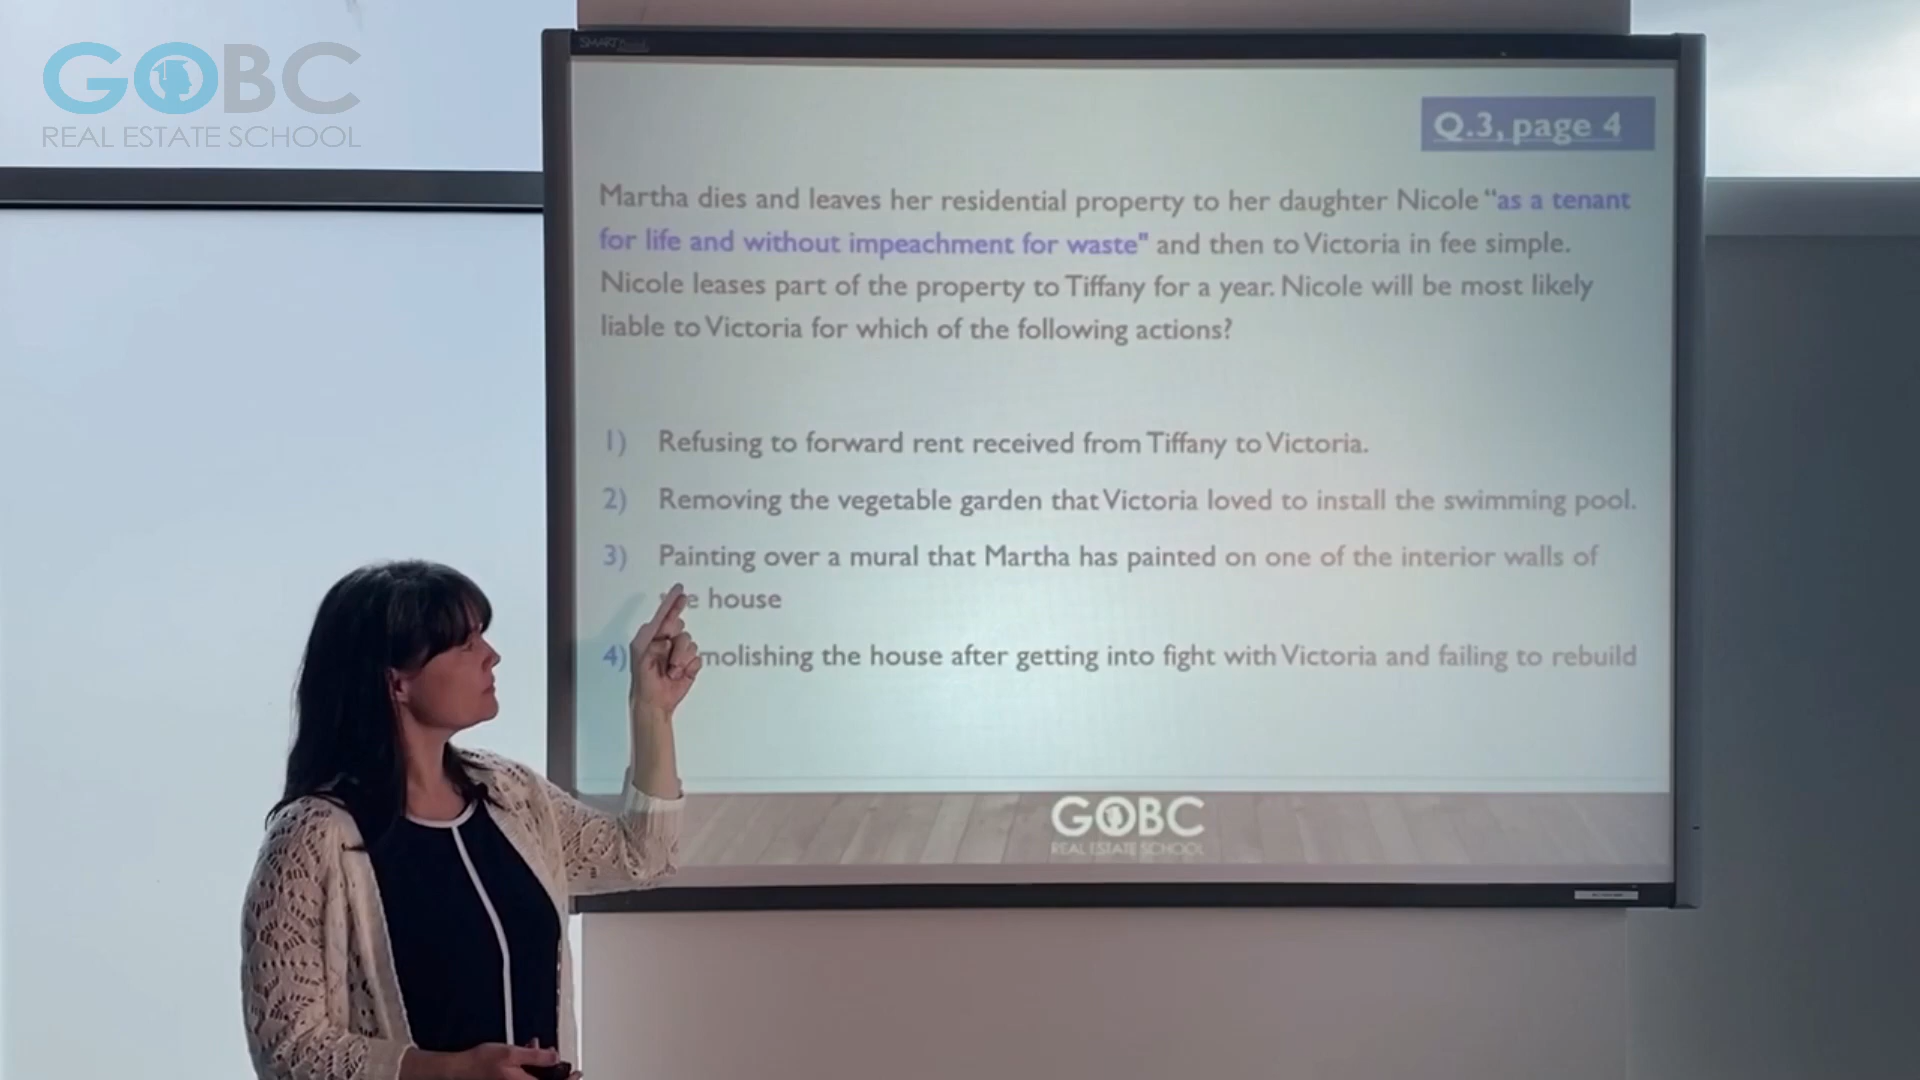 GOBC
REAL ESTATE SCHOOL
SMART
Q.3, page 4
Martha dies and leaves her residential property to her daughter Nicole “as a tenant
for life and without impeachment for waste" and then to Victoria in fee simple.
Nicole leases part of the property to Tiffany for a year. Nicole will be most likely
liable to Victoria for which of the following actions?
1) Refusing to forward rent received from Tiffany to Victoria.
2) Removing the vegetable garden that Victoria loved to install the swimming pool.
3) Painting over a mural that Martha has painted on one of the interior walls of
house
4) molishing the house after getting into fight with Victoria and failing to rebuild
GOBC
REAL ESTATE SCHOOL